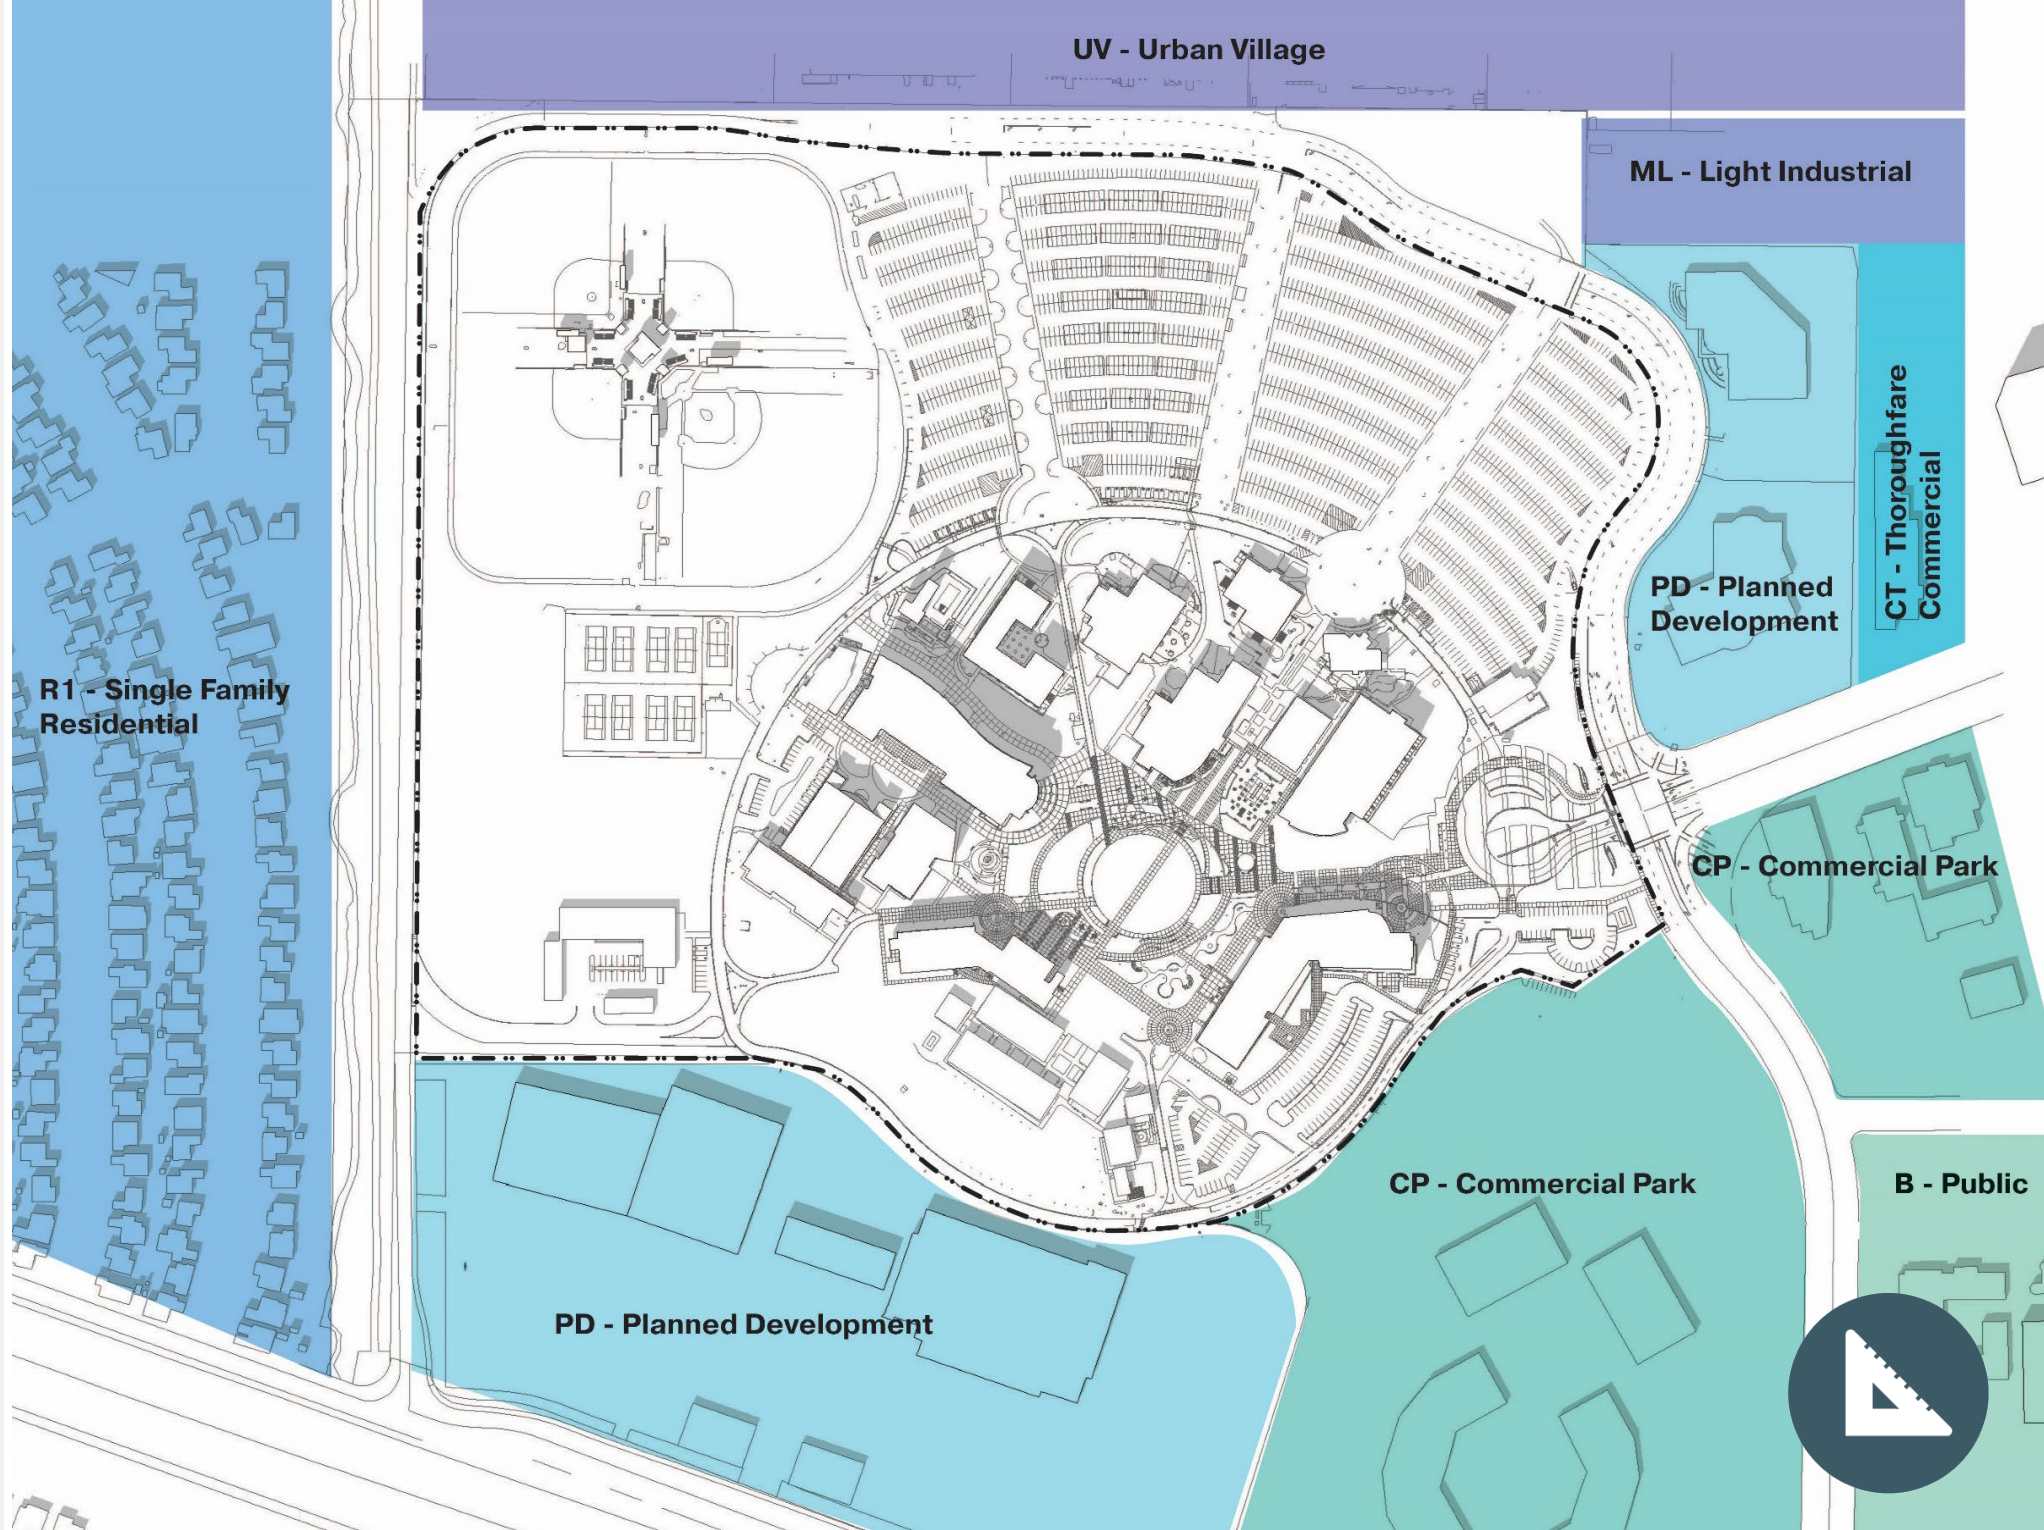 UV - Urban Village
ML - Light Industrial
CT - Thoroughfare
Commercial
PD - Planned
Development
R1 - Single Family
Residential
CP - Commercial Park
CP - Commercial Park
B - Public
PD - Planned Development